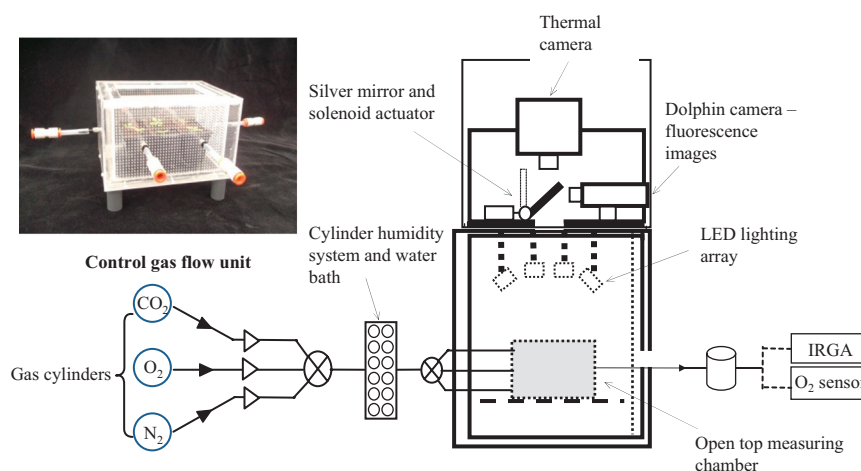 Thermal
camera
Silver mirror and
solenoid actuator
Dolphin camera –
fluorescence
images
Cylinder humidity
system and water
bath
LED lighting
array
Control gas flow unit
CO2
O2
N2
Gas cylinders
IRGA
O2 sensor
Open top measuring
chamber